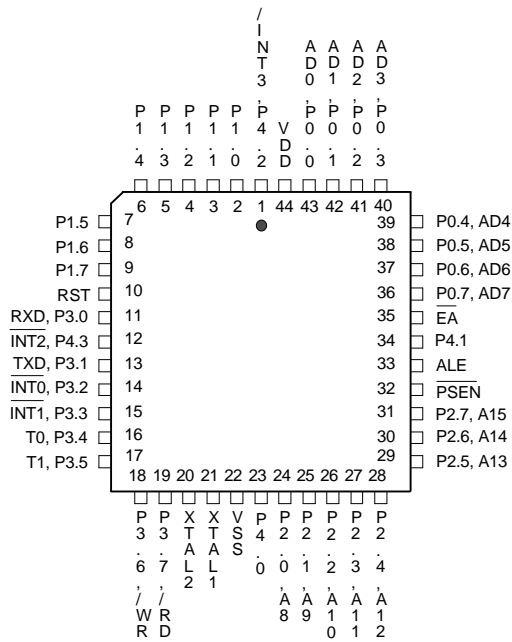 P1.4
P1.3
P1.2
P1.1
P1.0
/INT3,P4.2
VDD
AD0,P0.0
AD1,P0.1
AD2,P0.2
AD3,P0.3
6 5 4 3 2 1 44 43 42 41 40
P1.5 7
P1.6 8
P1.7 9
RST 10
RXD, P3.0 11
INT2, P4.3 12
TXD, P3.1 13
INT0, P3.2 14
INT1, P3.3 15
T0, P3.4 16
T1, P3.5 17
39 P0.4, AD4
38 P0.5, AD5
37 P0.6, AD6
36 P0.7, AD7
35 EA
34 P4.1
33 ALE
32 PSEN
31 P2.7, A15
30 P2.6, A14
29 P2.5, A13
18 19 20 21 22 23 24 25 26 27 28
P3.6,/WR
P3.7,/RD
XTAL2
XTAL1
VSS
P4.0
P2.0,A8
P2.1,A9
P2.2,A10
P2.3,A11
P2.4,A12